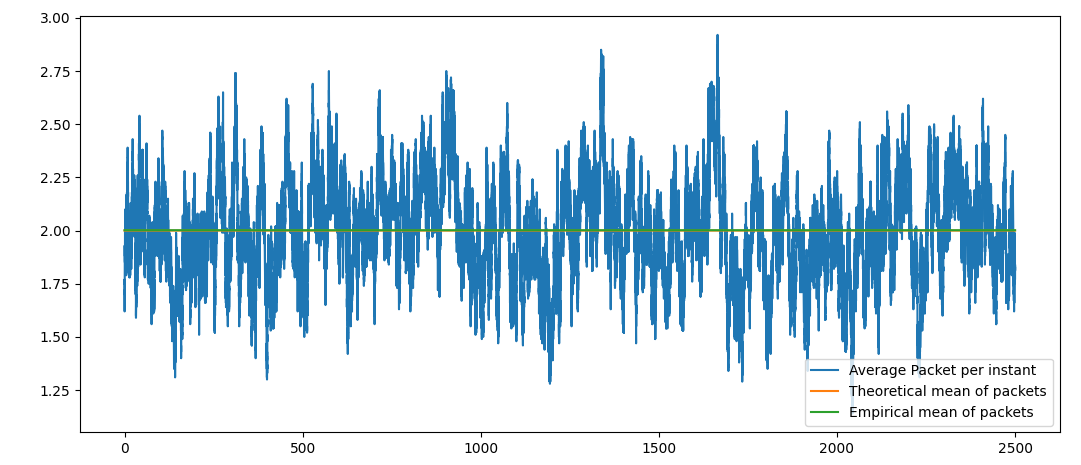 3.00
2.75
2.50
2.25
2.00
1.75
1.50
1.25
Average Packet per instant
Theoretical mean of packets
Empirical mean of packets
0 500 1000 1500 2000 2500